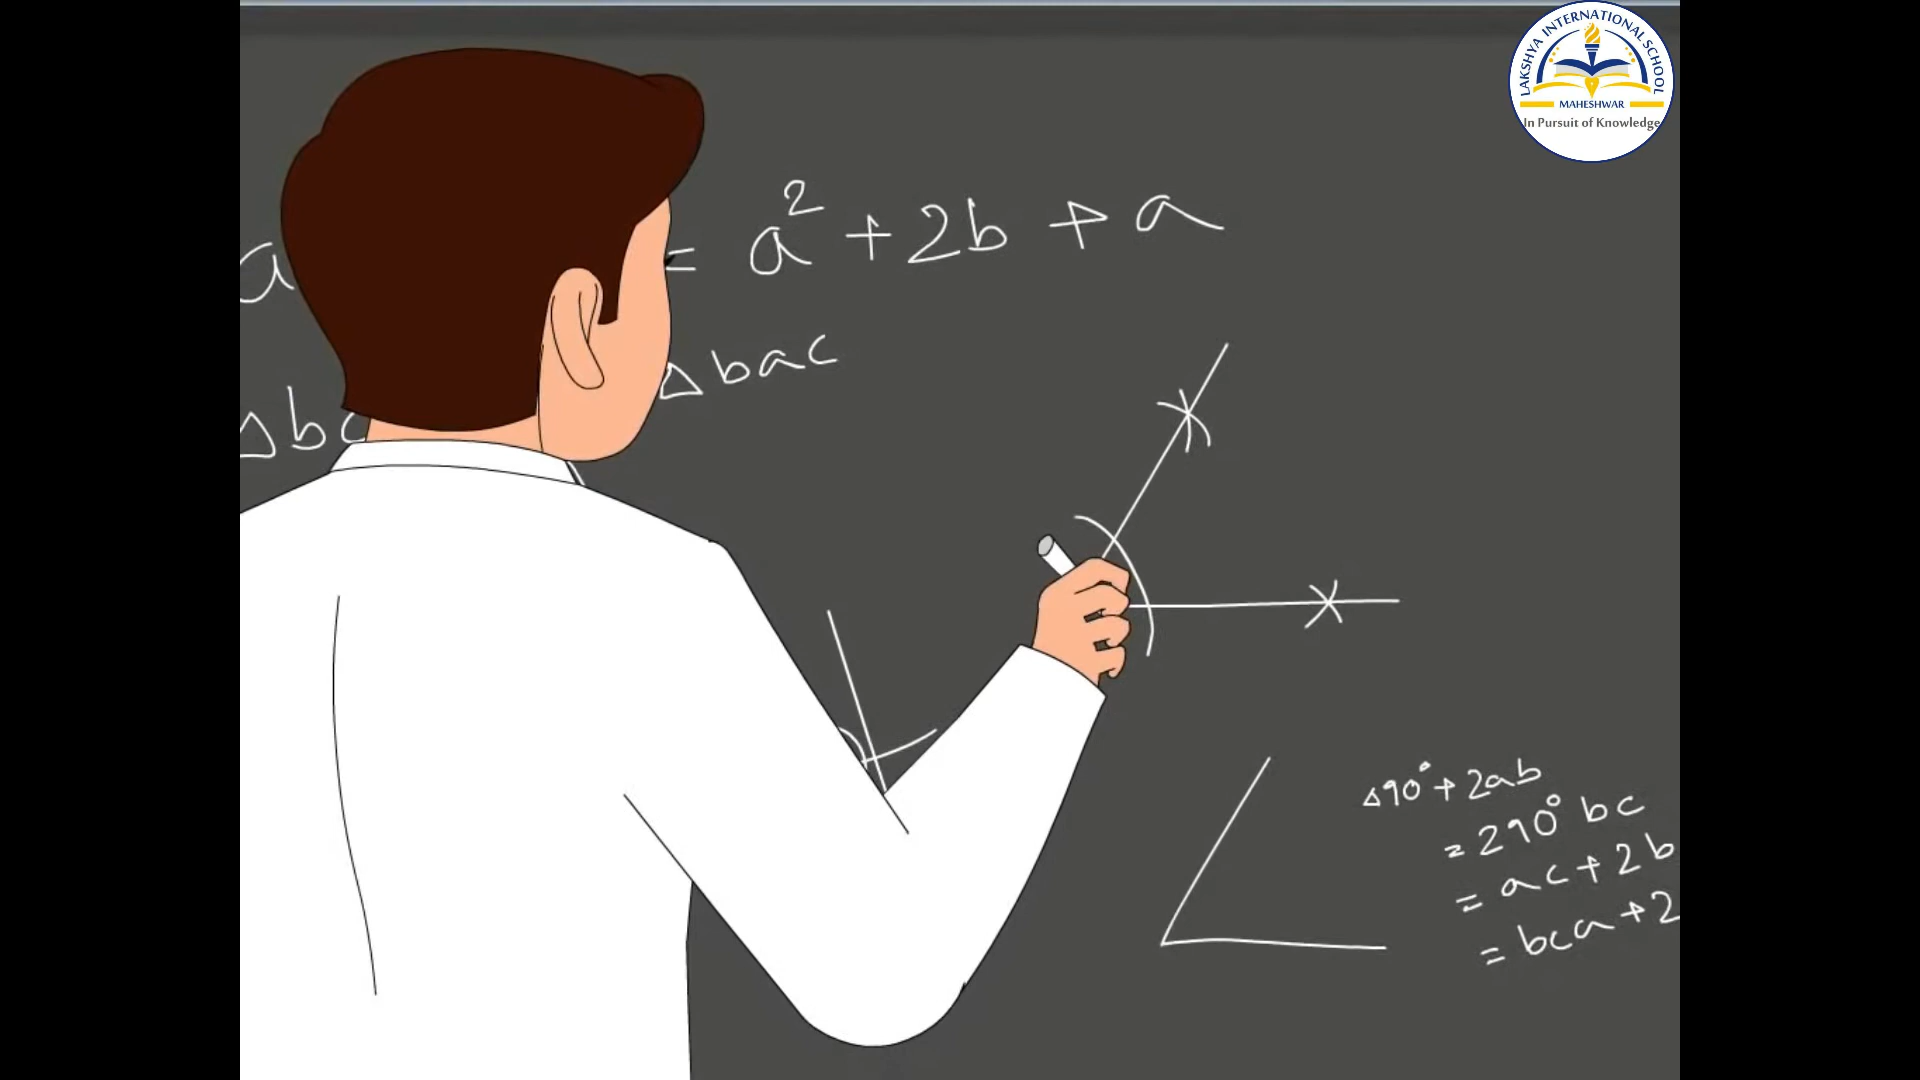 LAKSHYA INTERNATIONAL SCHOOL
MAHESHWAR
In Pursuit of Knowledge
a = a² + 2b + a
△bc △bac
△90° + 2ab
= 290° bc
= ac + 2b
= bca + 2